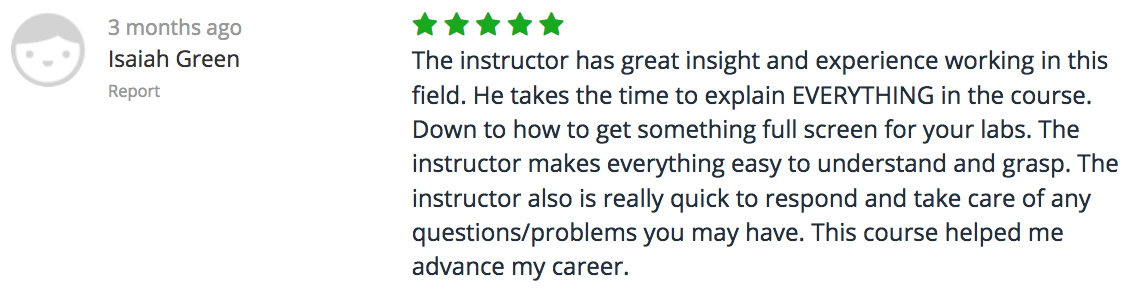 3 months ago
Isaiah Green
Report
The instructor has great insight and experience working in this
field. He takes the time to explain EVERYTHING in the course.
Down to how to get something full screen for your labs. The
instructor makes everything easy to understand and grasp. The
instructor also is really quick to respond and take care of any
questions/problems you may have. This course helped me
advance my career.